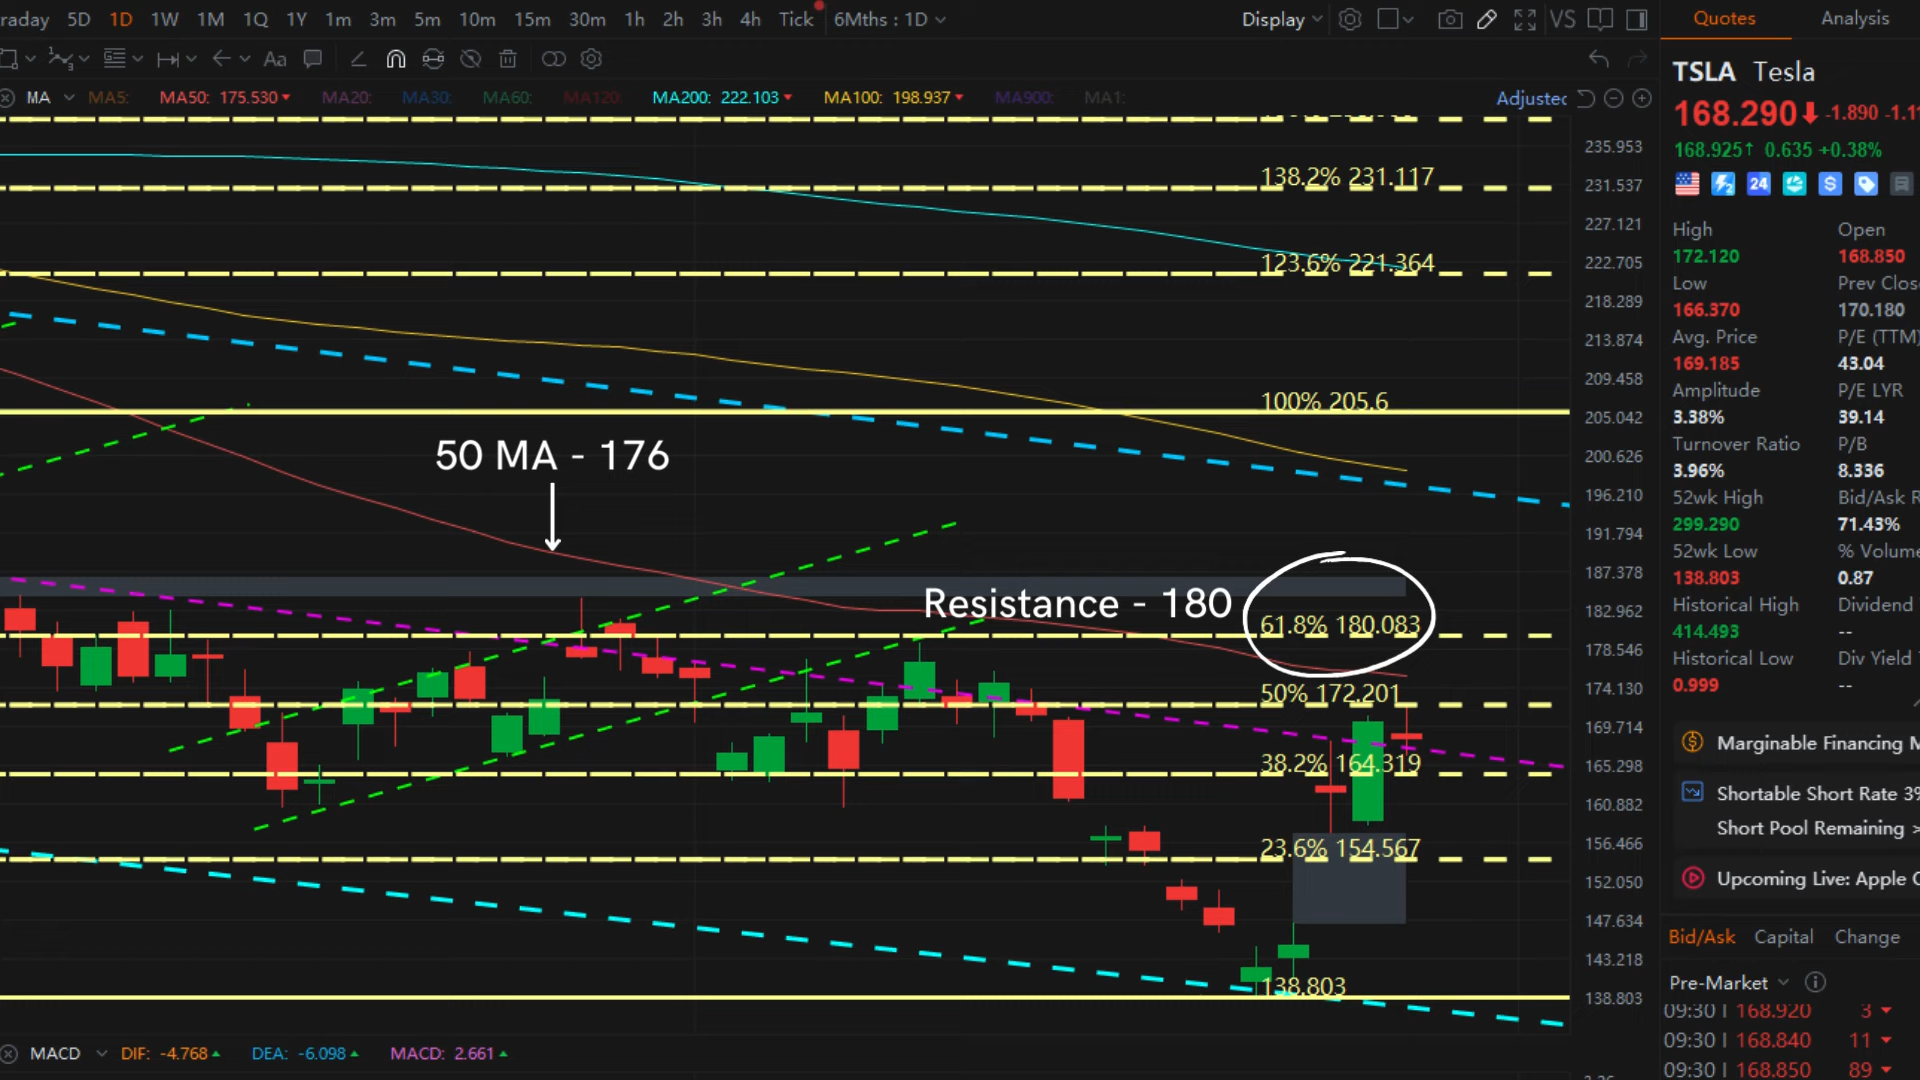 raday 5D 1D 1W 1M 1Q 1Y 1m 3m 5m 10m 15m 30m 1h 2h 3h 4h Tick 6Mths : 1D Display VS
Aa
MA MA5: MA50: 175.530 MA20: MA30: MA60: MA120: MA200: 222.103 MA100: 198.937 MA900: MA1: Adjusted
138.2% 231.117
123.6% 221.364
100% 205.6
50 MA - 176
Resistance - 180
61.8% 180.083
50% 172.201
38.2% 164.319
23.6% 154.567
138.803
235.953
231.537
227.121
222.705
218.289
213.874
209.458
205.042
200.626
196.210
191.794
187.378
182.962
178.546
174.130
169.714
165.298
160.882
156.466
152.050
147.634
143.218
138.803
MACD DIF: -4.768 DEA: -6.098 MACD: 2.661
Quotes Analysis
TSLA Tesla
168.290 -1.890 -1.1
168.925↑ 0.635 +0.38%
24
High Open
172.120 168.850
Low Prev Clos
166.370 170.180
Avg. Price P/E (TTM)
169.185 43.04
Amplitude P/E LYR
3.38% 39.14
Turnover Ratio P/B
3.96% 8.336
52wk High Bid/Ask R
299.290 71.43%
52wk Low % Volume
138.803 0.87
Historical High Dividend
414.493 --
Historical Low Div Yield
0.999 --
Marginable Financing M
Shortable Short Rate 39
Short Pool Remaining >
Upcoming Live: Apple
Bid/Ask Capital Change
Pre-Market
09:30 168.920 3
09:30 168.840 11
09:30 168.850 89